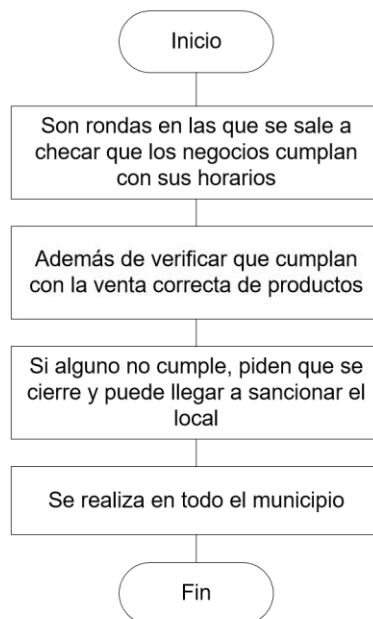 Inicio
Son rondas en las que se sale a
checar que los negocios cumplan
con sus horarios
Además de verificar que cumplan
con la venta correcta de productos
Si alguno no cumple, piden que se
cierre y puede llegar a sancionar el
local
Se realiza en todo el municipio
Fin